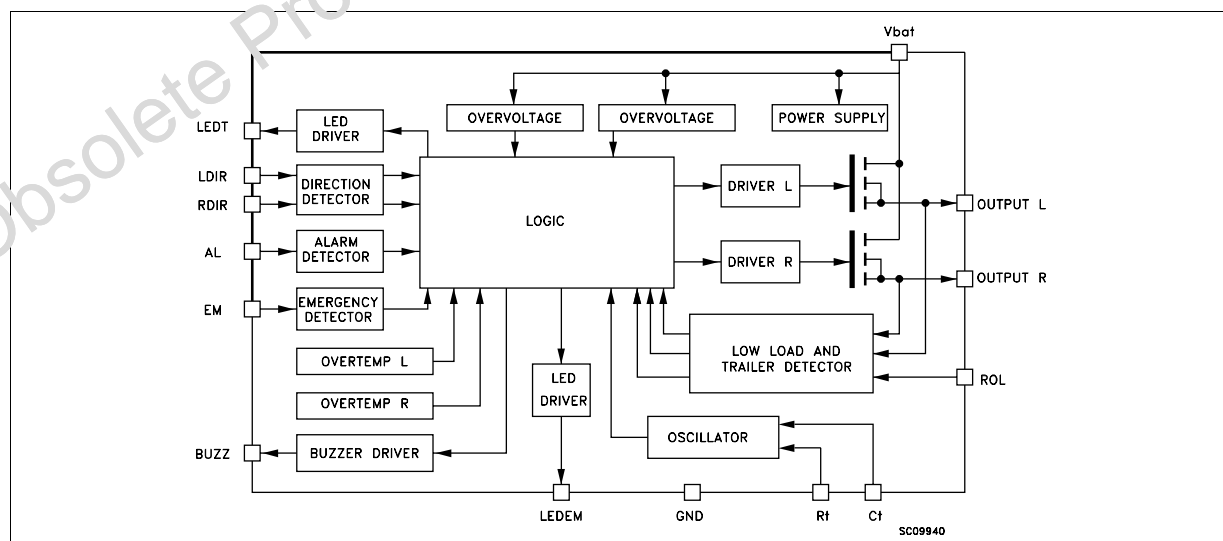 Obsolete Pro
Vbat
OVERVOLTAGE
OVERVOLTAGE
POWER SUPPLY
LEDT
LED
DRIVER
LDIR
RDIR
DIRECTION
DETECTOR
LOGIC
DRIVER L
OUTPUT L
AL
ALARM
DETECTOR
DRIVER R
OUTPUT R
EM
EMERGENCY
DETECTOR
OVERTEMP L
LED
DRIVER
LOW LOAD AND
TRAILER DETECTOR
ROL
OVERTEMP R
OSCILLATOR
BUZZ
BUZZER DRIVER
LEDEM
GND
Rt
Ct
SC09940